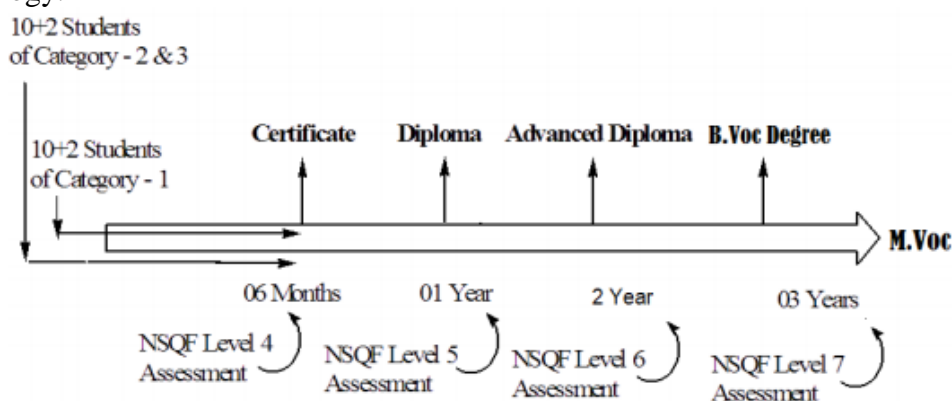 ogy.
10+2 Students
of Category - 2 & 3
10+2 Students
of Category - 1
Certificate
Diploma
Advanced Diploma
B.Voc Degree
M.Voc
06 Months
01 Year
2 Year
03 Years
NSQF Level 4
Assessment
NSQF Level 5
Assessment
NSQF Level 6
Assessment
NSQF Level 7
Assessment